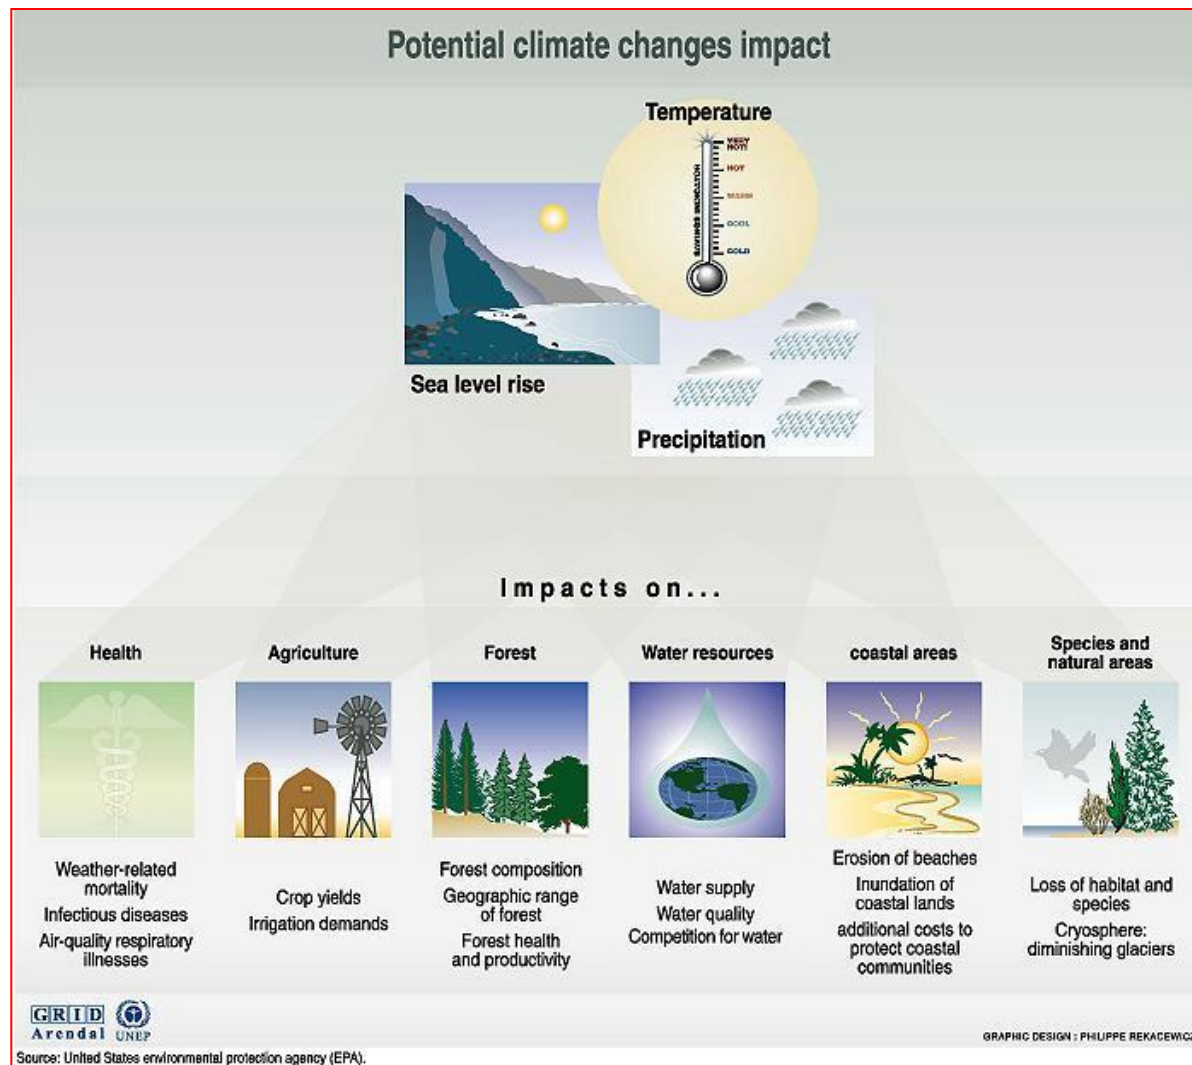 Potential climate changes impact
Temperature
VERY
HOT!
HOT
WARM
COOL
COLD
Sea level rise
Precipitation
Impacts on...
Health
Agriculture
Forest
Water resources
coastal areas
Species and
natural areas
Weather-related
mortality
Infectious diseases
Air-quality respiratory
illnesses
Crop yields
Irrigation demands
Forest composition
Geographic range
of forest
Forest health
and productivity
Water supply
Water quality
Competition for water
Erosion of beaches
Inundation of
coastal lands
additional costs to
protect coastal
communities
Loss of habitat and
species
Cryosphere:
diminishing glaciers
GRID
Arendal
UNEP
GRAPHIC DESIGN : PHILIPPE REKACEWICZ
Source: United States environmental protection agency (EPA).